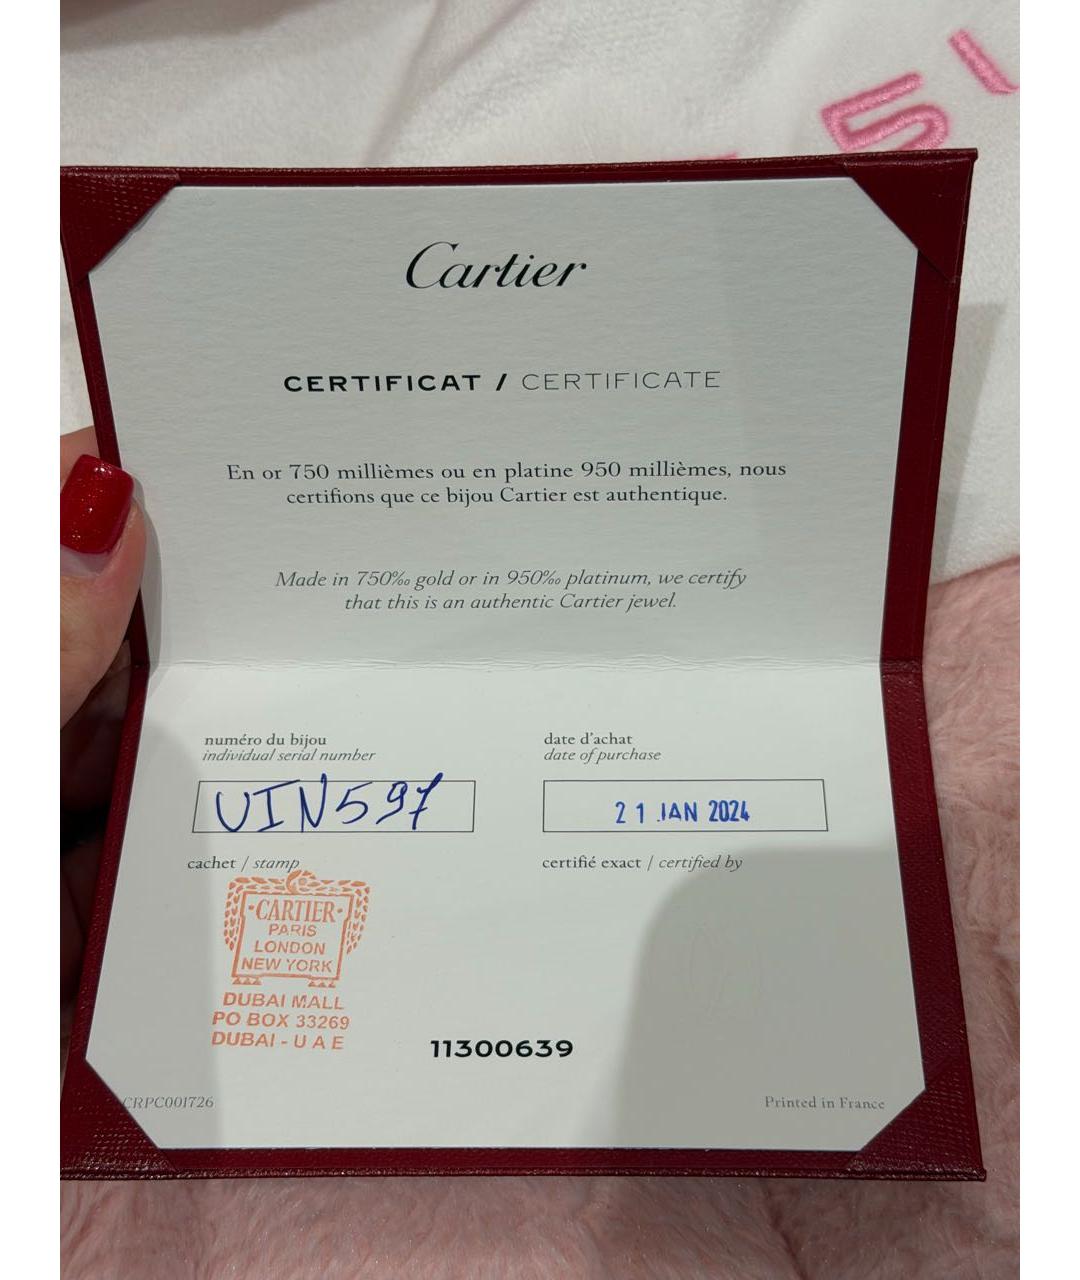 Cartier
CERTIFICAT / CERTIFICATE
En or 750 millièmes ou en platine 950 millièmes, nous
certifions que ce bijou Cartier est authentique.
Made in 750‰ gold or in 950‰ platinum, we certify
that this is an authentic Cartier jewel.
numéro du bijou
individual serial number
UIN597
date d'achat
date of purchase
21 JAN 2024
cachet / stamp
certifié exact / certified by
·CARTIER·
PARIS
LONDON
NEW YORK
DUBAI MALL
PO BOX 33269
DUBAI - U A E
11300639
CRPC001726
Printed in France